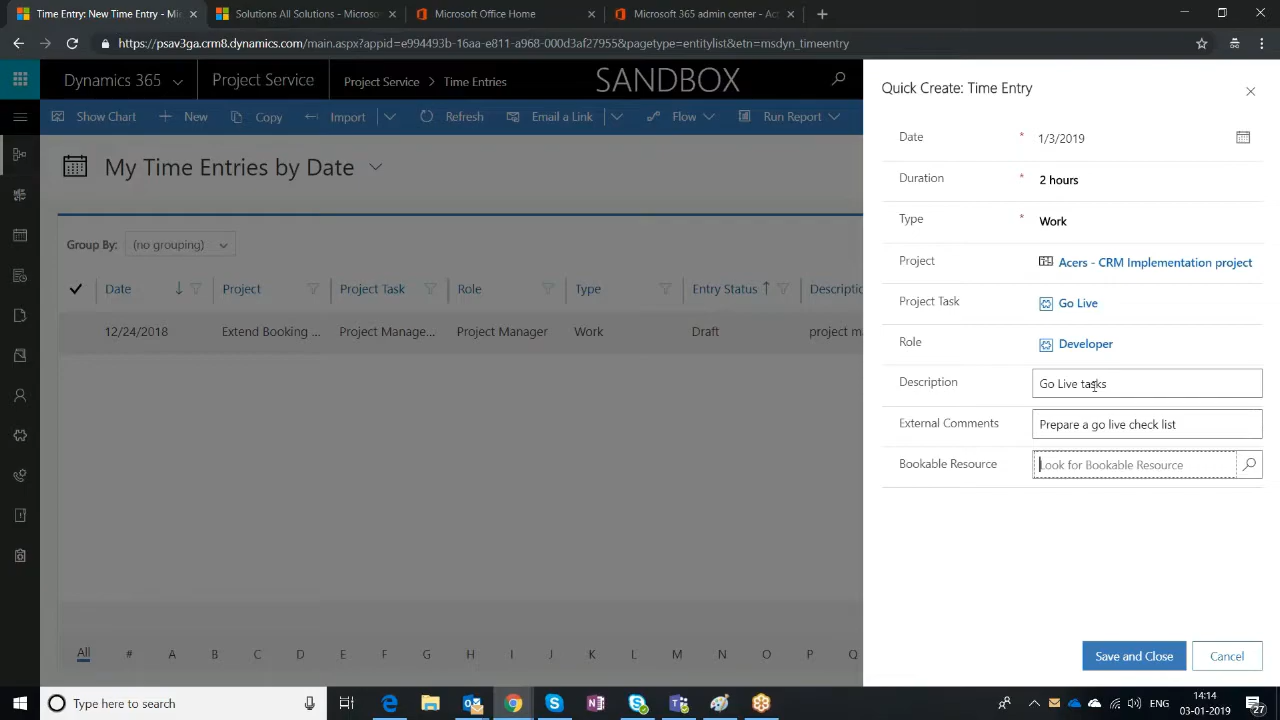 Time Entry: New Time Entry - Mi
Solutions All Solutions - Microso
Microsoft Office Home
Microsoft 365 admin center - Ac
https://psav3ga.crm8.dynamics.com/main.aspx?appid=e994493b-16aa-e811-a968-000d3af27955&pagetype=entitylist&etn=msdyn_timeentry
Dynamics 365
Project Service
Project Service > Time Entries
SANDBOX
Show Chart
New
Copy
Import
Refresh
Email a Link
Flow
Run Report
My Time Entries by Date
Group By: (no grouping)
Date
Project
Project Task
Role
Type
Entry Status
Descriptio
12/24/2018
Extend Booking ...
Project Manage...
Project Manager
Work
Draft
project ma
All # A B C D E F G H I J K L M N O P Q
Quick Create: Time Entry
Date * 1/3/2019
Duration * 2 hours
Type * Work
Project Acers - CRM Implementation project
Project Task Go Live
Role Developer
Description Go Live tasks
External Comments Prepare a go live check list
Bookable Resource Look for Bookable Resource
Save and Close
Cancel
Type here to search
ENG
14:14
03-01-2019
27